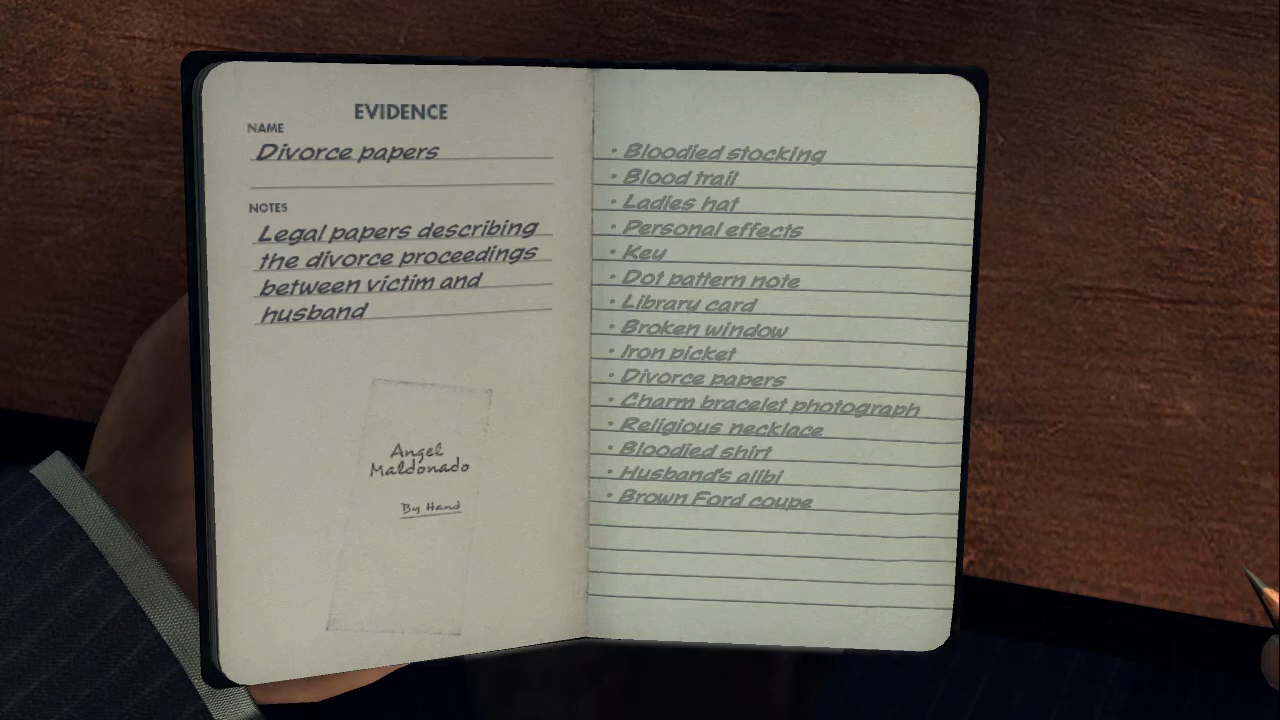 EVIDENCE
NAME
Divorce papers
NOTES
Legal papers describing
the divorce proceedings
between victim and
husband
Angel
Maldonado
By Hand
• Bloodied stocking
• Blood trail
• Ladies hat
• Personal effects
• Key
• Dot pattern note
• Library card
• Broken window
• Iron picket
• Divorce papers
• Charm bracelet photograph
• Religious necklace
• Bloodied shirt
• Husband's alibi
• Brown Ford coupe